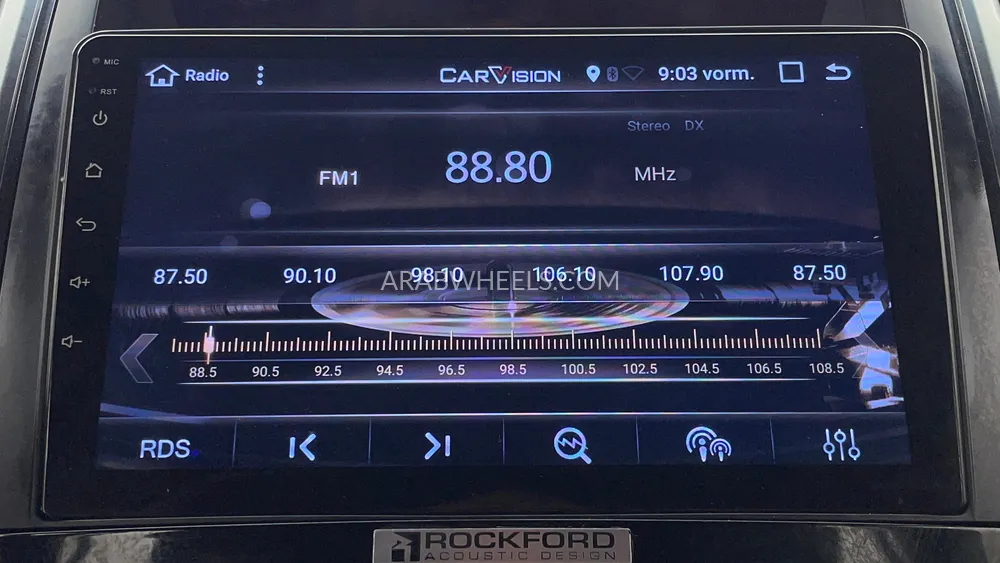 MIC
Radio CARVISION 9:03 vorm.
RST
Stereo DX
FM1 88.80 MHz
87.50 90.10 98.10 106.10 107.90 87.50
ARABWHEELS.COM
88.5 90.5 92.5 94.5 96.5 98.5 100.5 102.5 104.5 106.5 108.5
RDS
ROCKFORD
ACOUSTIC DESIGN